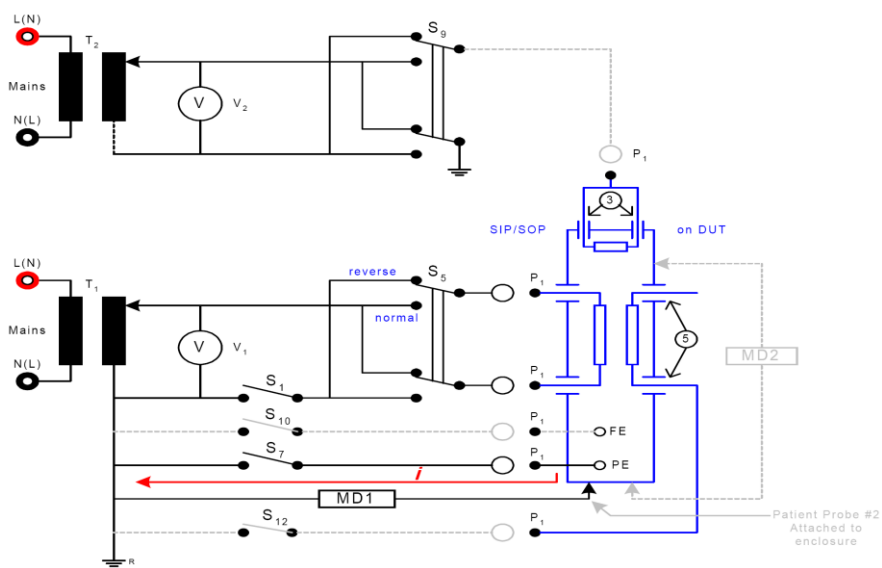 L(N)
T2
Mains
N(L)
V
V2
S9
P1
3
SIP/SOP
on DUT
L(N)
T1
Mains
N(L)
reverse
normal
S5
V
V1
P1
5
MD2
S1
P1
S10
P1
FE
S7
P1
PE
i
MD1
S12
P1
Patient Probe #2
Attached to
enclosure
R